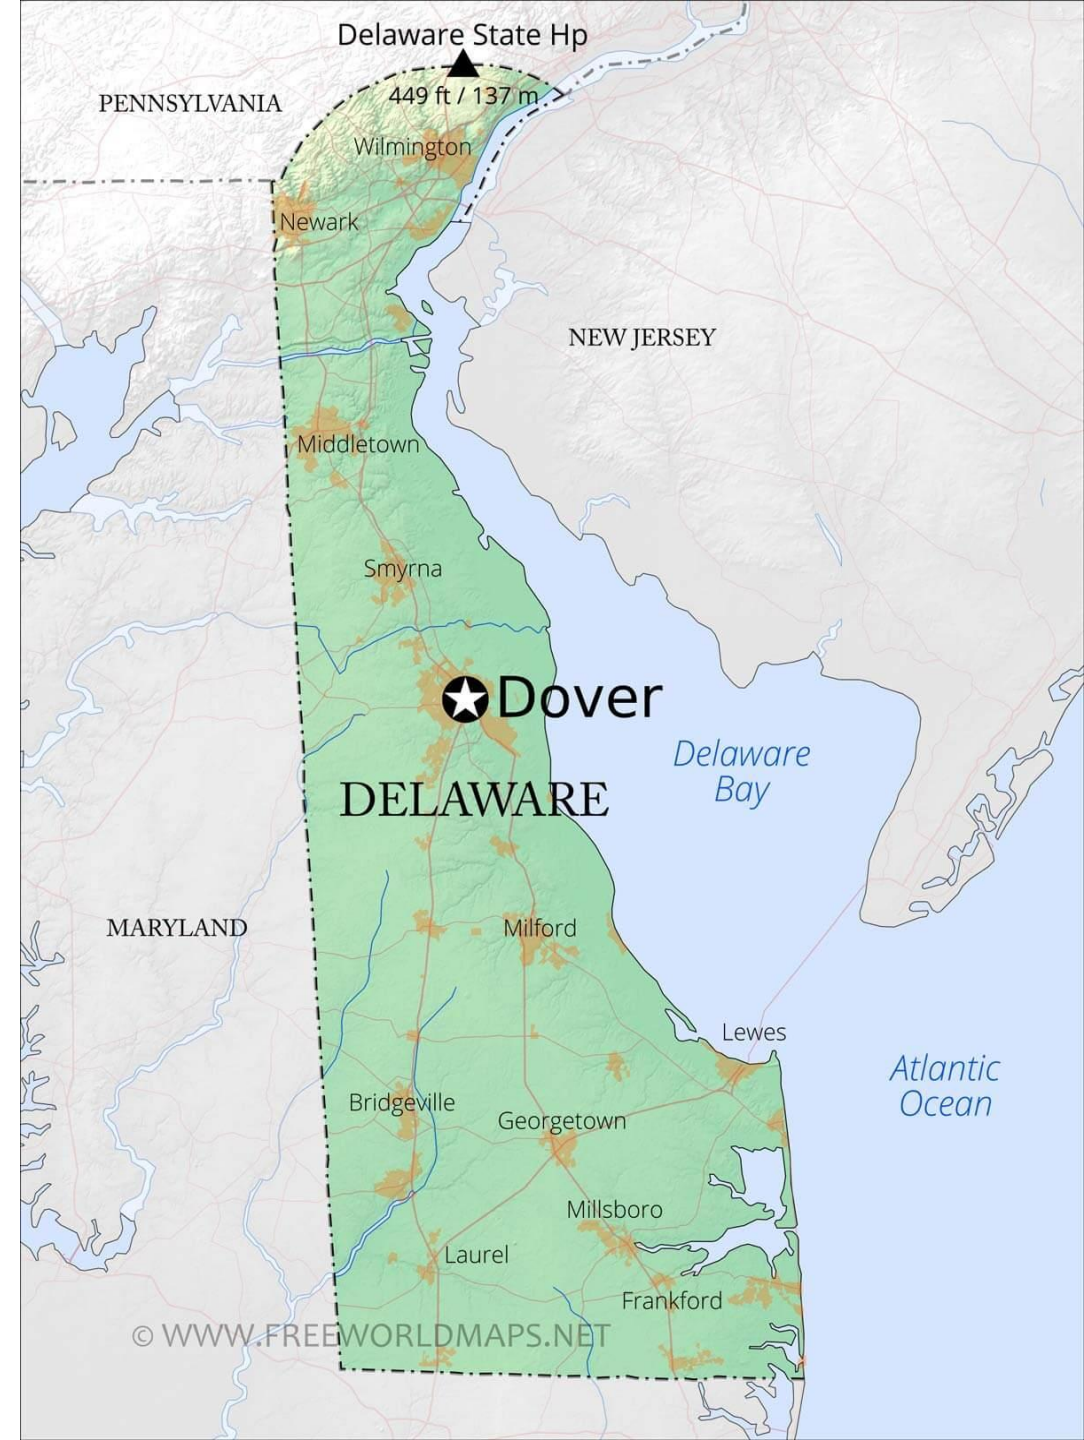 Delaware State Hp
449 ft / 137 m
PENNSYLVANIA
Wilmington
Newark
NEW JERSEY
Middletown
Smyrna
Dover
Delaware
Bay
DELAWARE
MARYLAND
Milford
Lewes
Atlantic
Ocean
Bridgeville
Georgetown
Millsboro
Laurel
Frankford
© WWW.FREEWORLDMAPS.NET